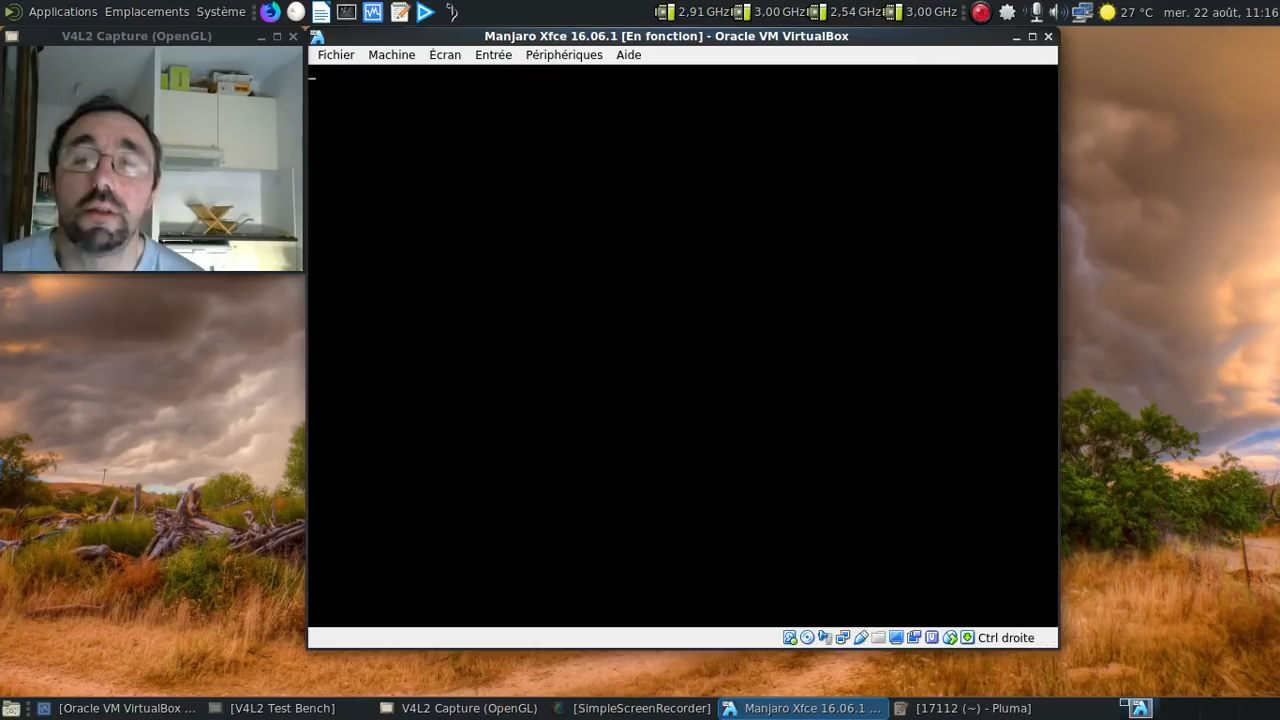 Applications Emplacements Système 2,91 GHz 3,00 GHz 2,54 GHz 3,00 GHz 27 °C mer. 22 août, 11:16
V4L2 Capture (OpenGL)
Manjaro Xfce 16.06.1 [En fonction] - Oracle VM VirtualBox
Fichier Machine Écran Entrée Périphériques Aide
Ctrl droite
[Oracle VM VirtualBox ... [V4L2 Test Bench] V4L2 Capture (OpenGL) [SimpleScreenRecorder] Manjaro Xfce 16.06.1 ... [17112 (~) - Pluma]